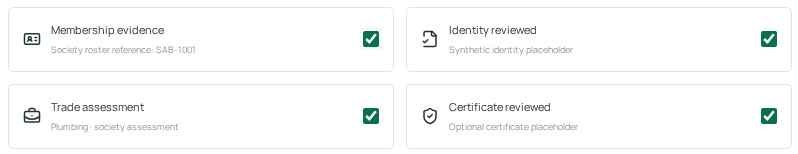 Membership evidence
Society roster reference: SAB-1001
Identity reviewed
Synthetic identity placeholder
Trade assessment
Plumbing · society assessment
Certificate reviewed
Optional certificate placeholder